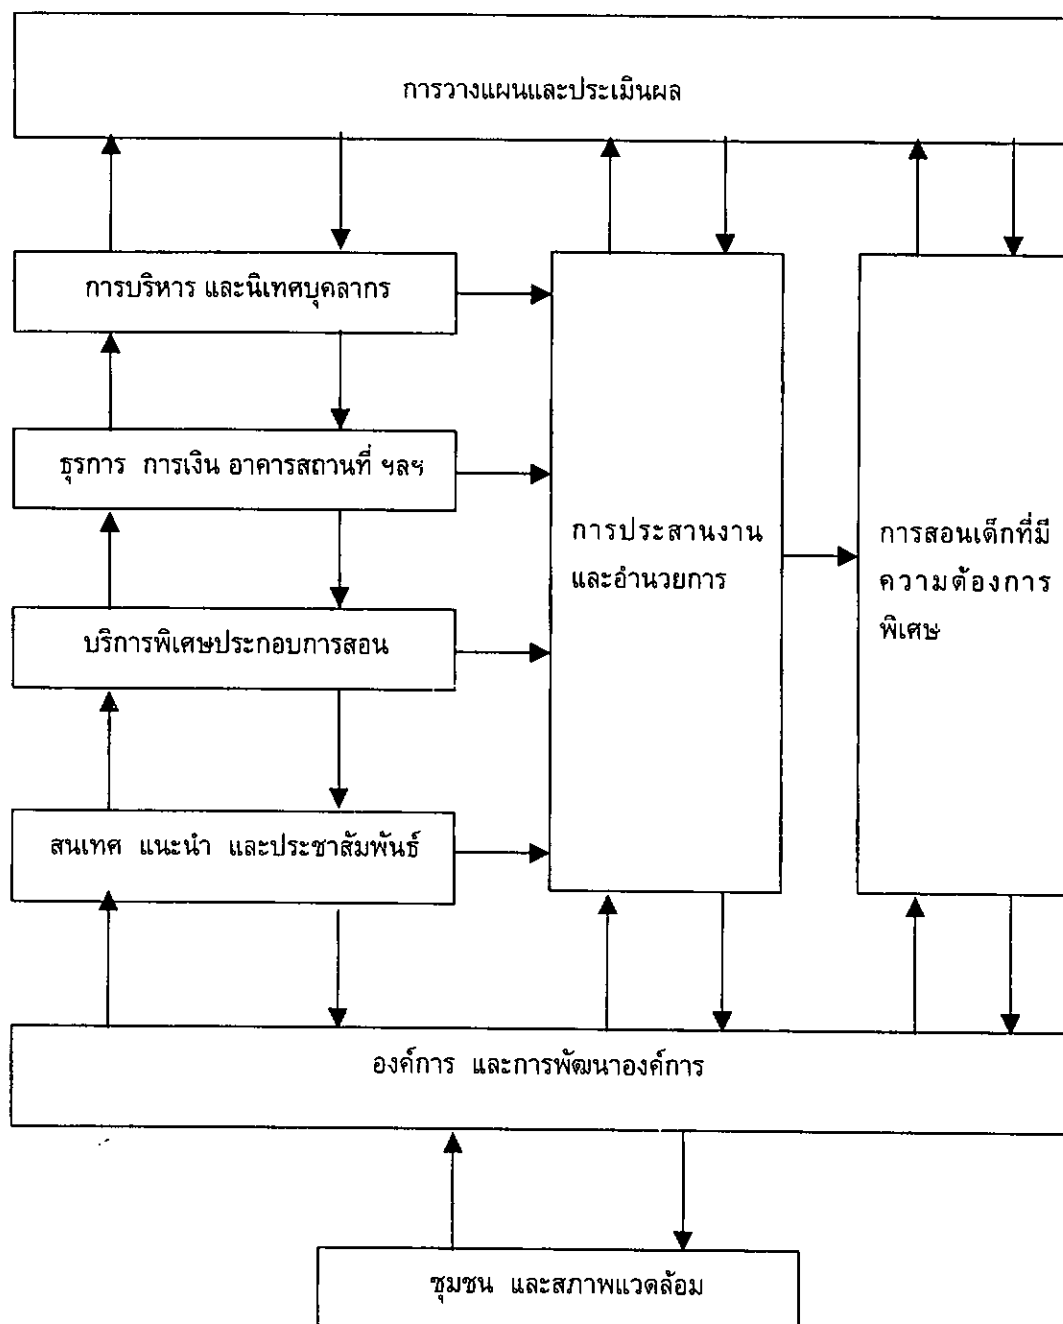 การวางแผนและประเมินผล
การบริหาร และนิเทศบุคลากร
ธุรการ การเงิน อาคารสถานที่ ฯลฯ
บริการพิเศษประกอบการสอน
สนเทศ แนะนำ และประชาสัมพันธ์
การประสานงาน
และอำนวยการ
การสอนเด็กที่มี
ความต้องการ
พิเศษ
องค์การ และการพัฒนาองค์การ
ชุมชน และสภาพแวดล้อม